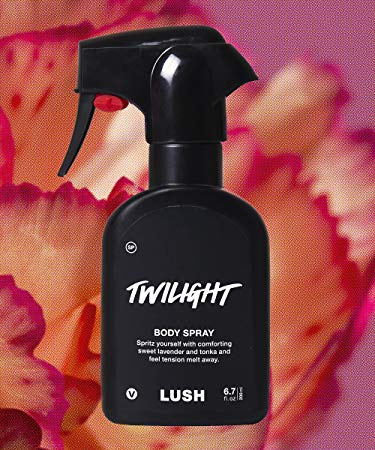 SP
TWILIGHT
BODY SPRAY
Spritz yourself with comforting
sweet lavender and tonka and
feel tension melt away.
V LUSH 6.7 fl.oz | 200ml